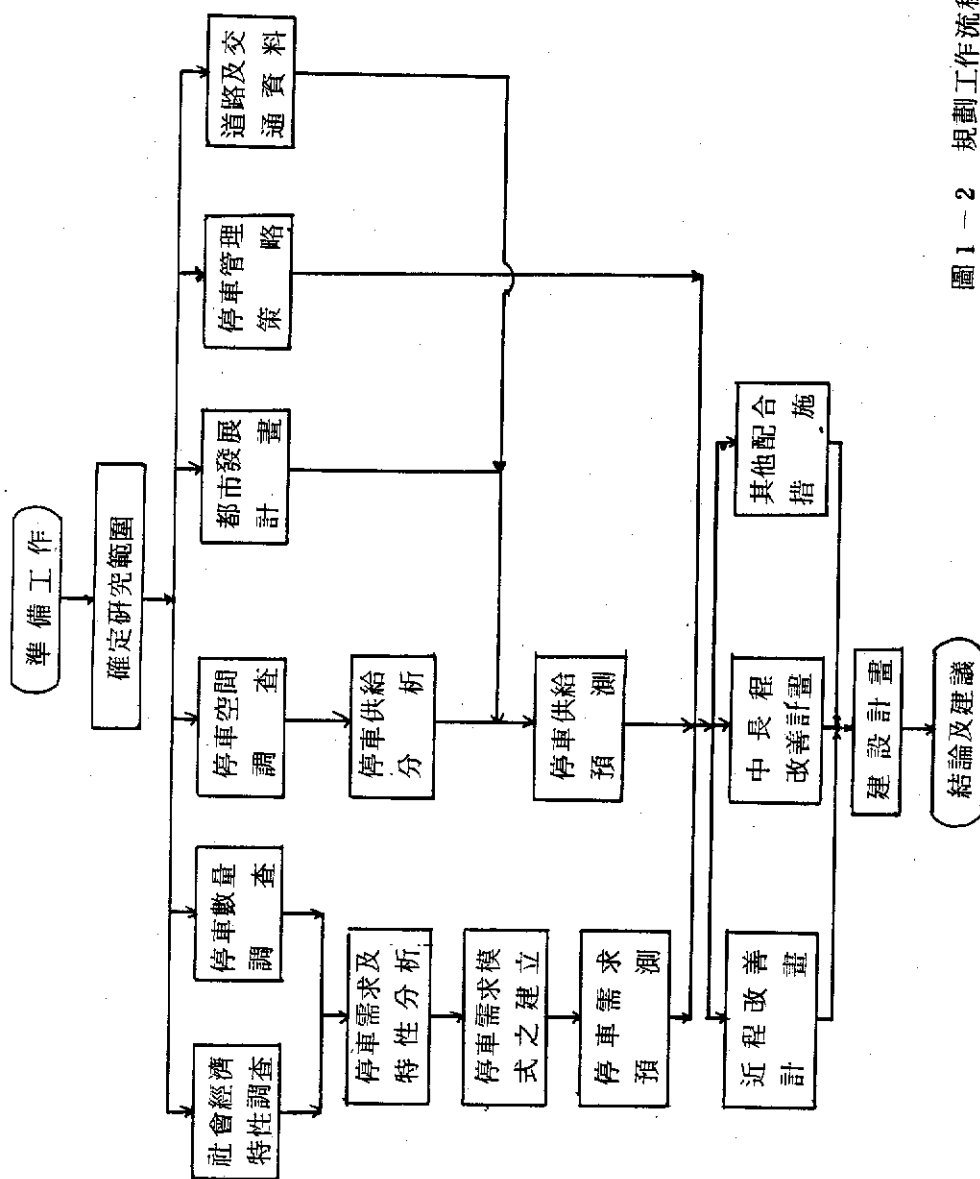 準備工作
確定研究範圍
社會經濟
特性調查
停車數量
調查
停車空間
調查
都市發展
計畫
停車管理
策略
道路及交
通資料
停車需求及
特性分析
停車供給
分析
停車需求模
式之建立
停車需求
預測
停車供給
預測
近程改善
計畫
中長程
改善計畫
其他配合
措施
建設計畫
結論及建議
圖1－2 規劃工作流程